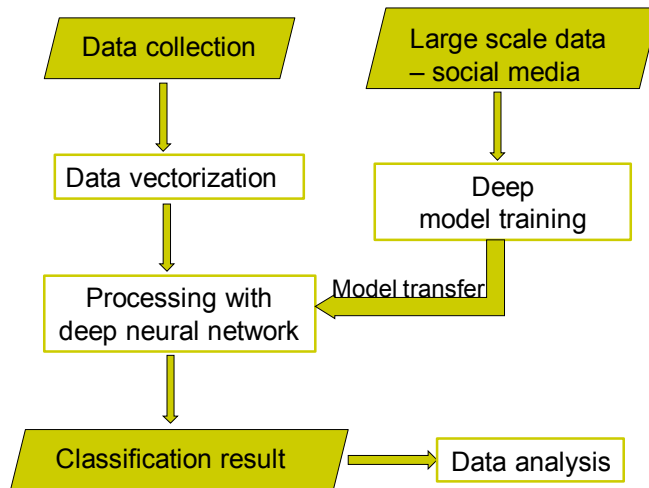 Data collection
Large scale data
– social media
Data vectorization
Deep
model training
Model transfer
Processing with
deep neural network
Classification result
Data analysis